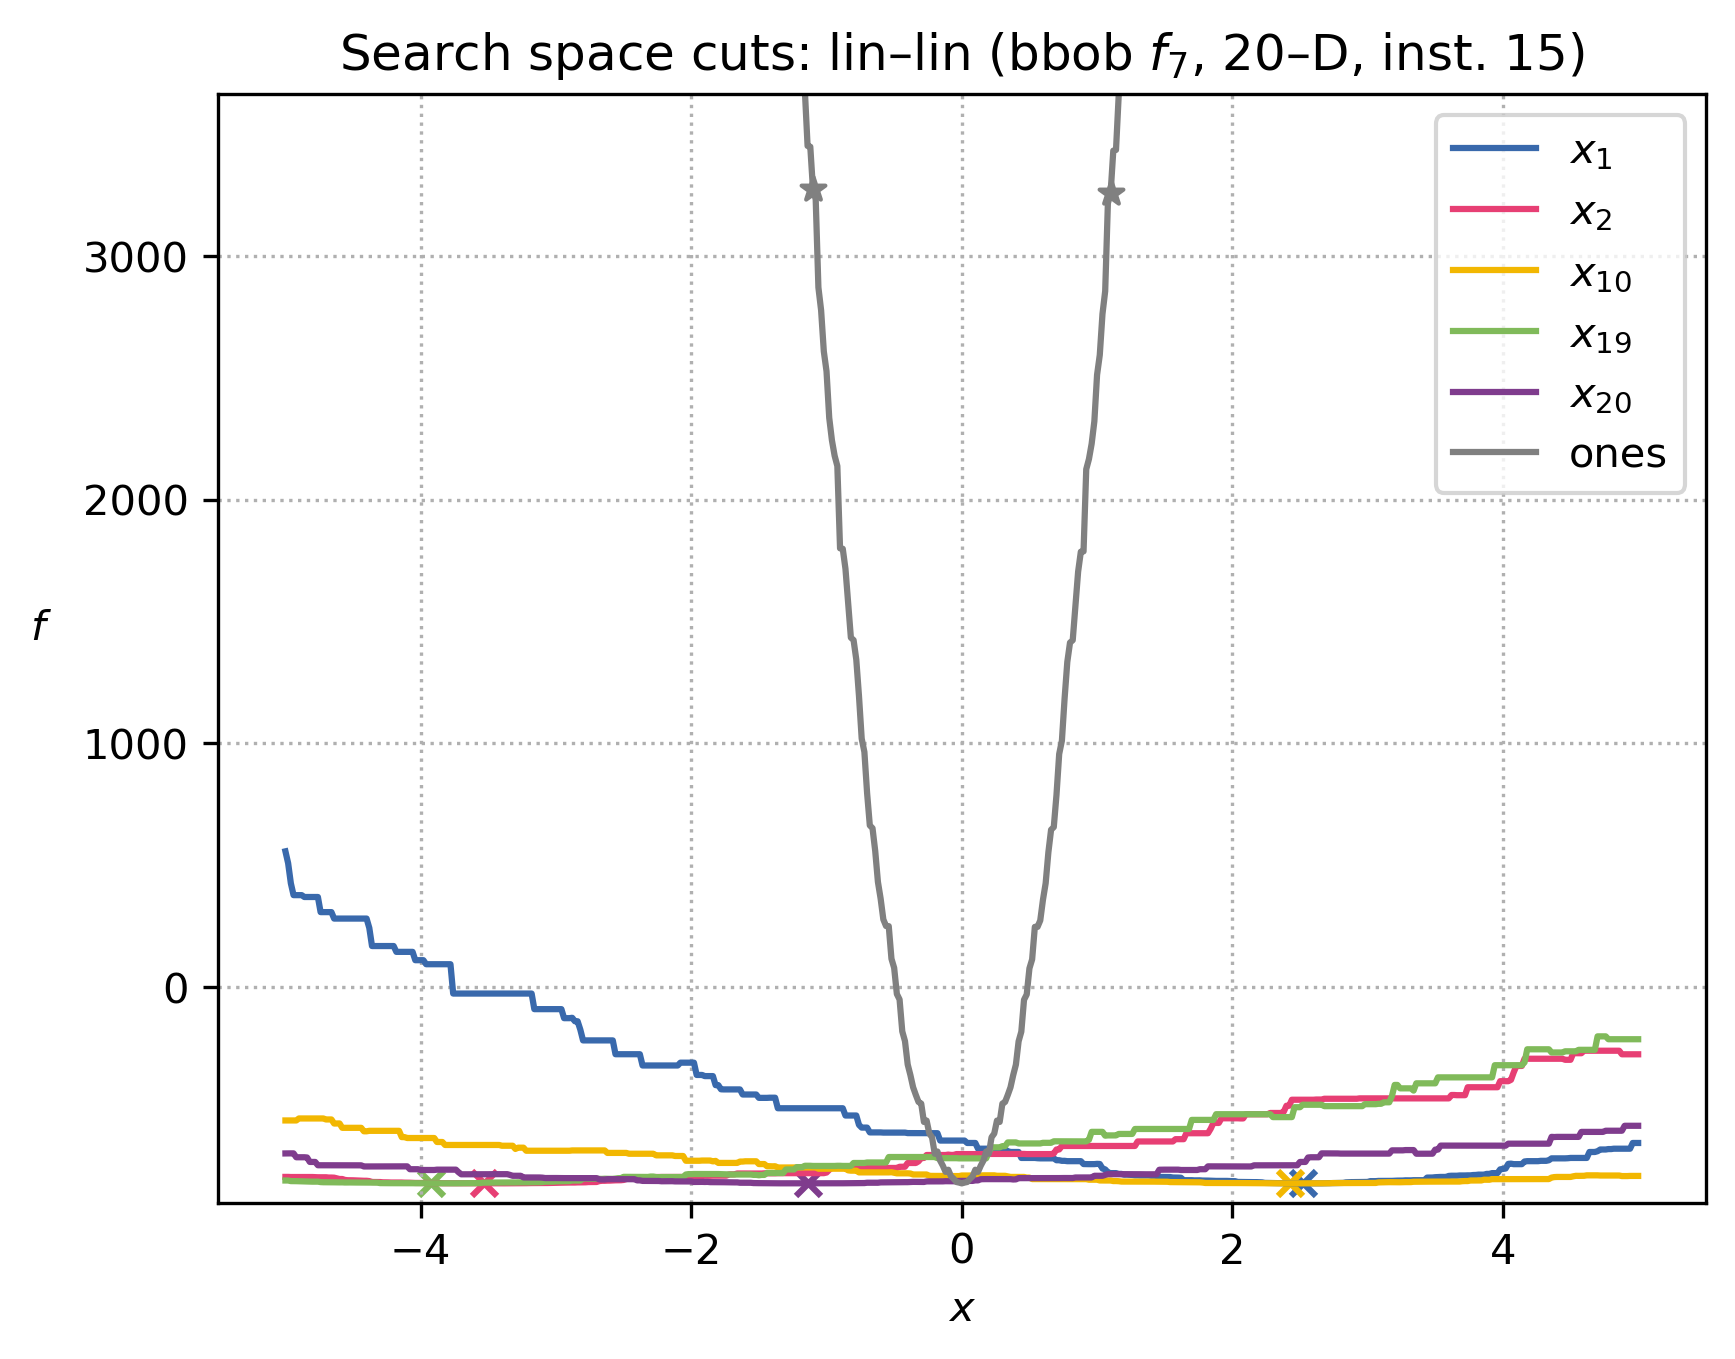 Search space cuts: lin–lin (bbob f₇, 20–D, inst. 15)
x₁
x₂
x₁₀
x₁₉
x₂₀
ones
3000
2000
1000
0
f
−4 −2 0 2 4
x